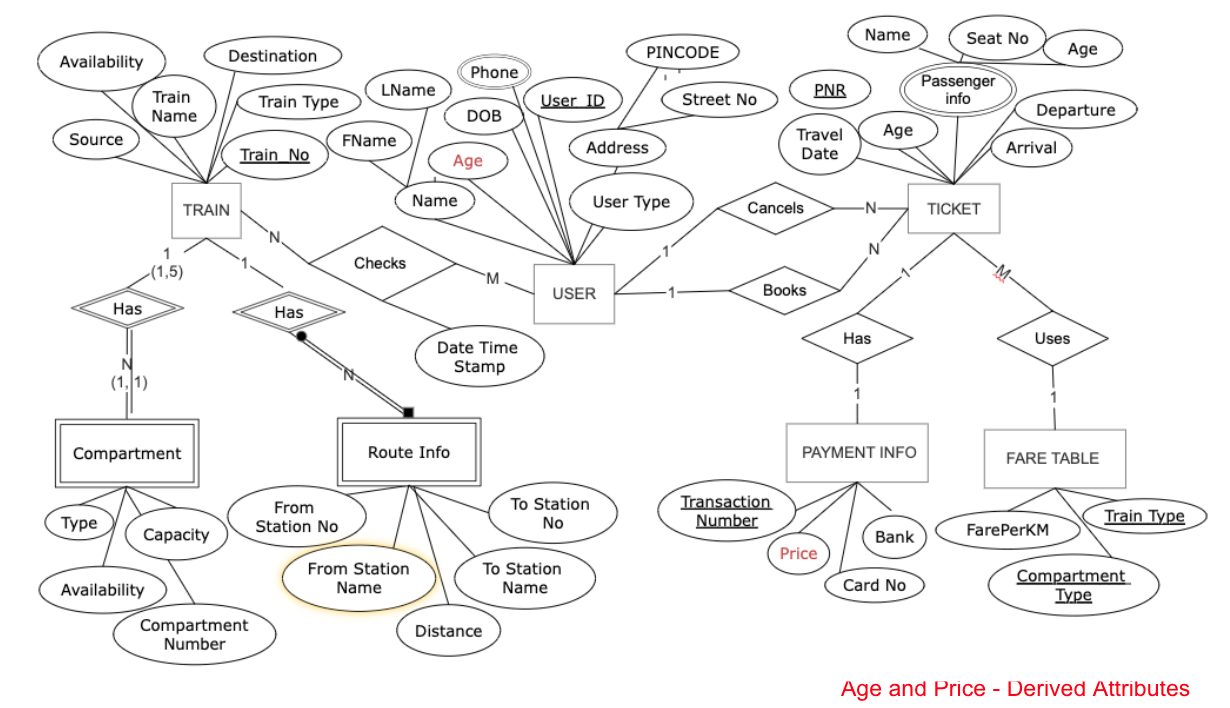 Name
Seat No
Age
Availability
Destination
PINCODE
Phone
Passenger
info
Train
Name
LName
User_ID
Street No
PNR
Train Type
DOB
Departure
Source
FName
Travel
Date
Age
Address
Arrival
Train_No
Age
Name
User Type
TRAIN
Cancels
N
TICKET
N
Checks
1
N
1
(1,5)
1
M
USER
1
Books
1
M
Has
Has
Has
Uses
Date Time
Stamp
N
(1, 1)
N
1
1
Compartment
Route Info
PAYMENT INFO
FARE TABLE
Type
Capacity
From
Station No
To Station
No
Transaction
Number
Bank
FarePerKM
Train Type
Price
Availability
From Station
Name
To Station
Name
Card No
Compartment
Type
Compartment
Number
Distance
Age and Price - Derived Attributes